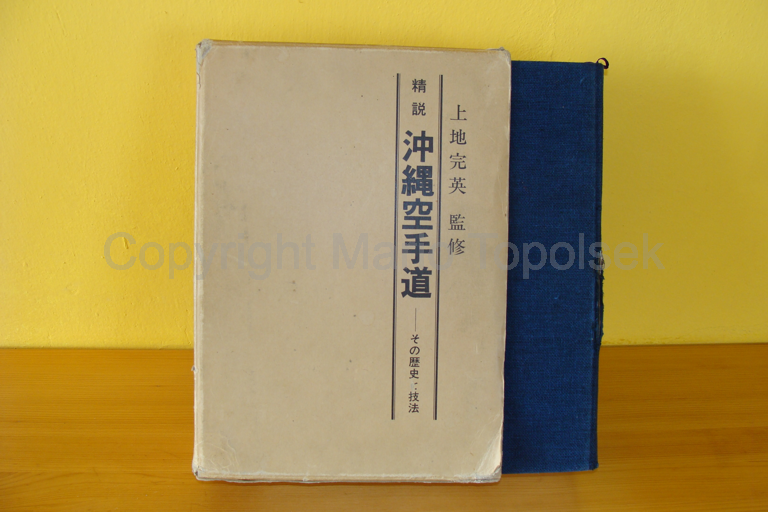 上地完英 監修
精説 沖縄空手道
――その歴史と技法
Copyright Mario Topolsek